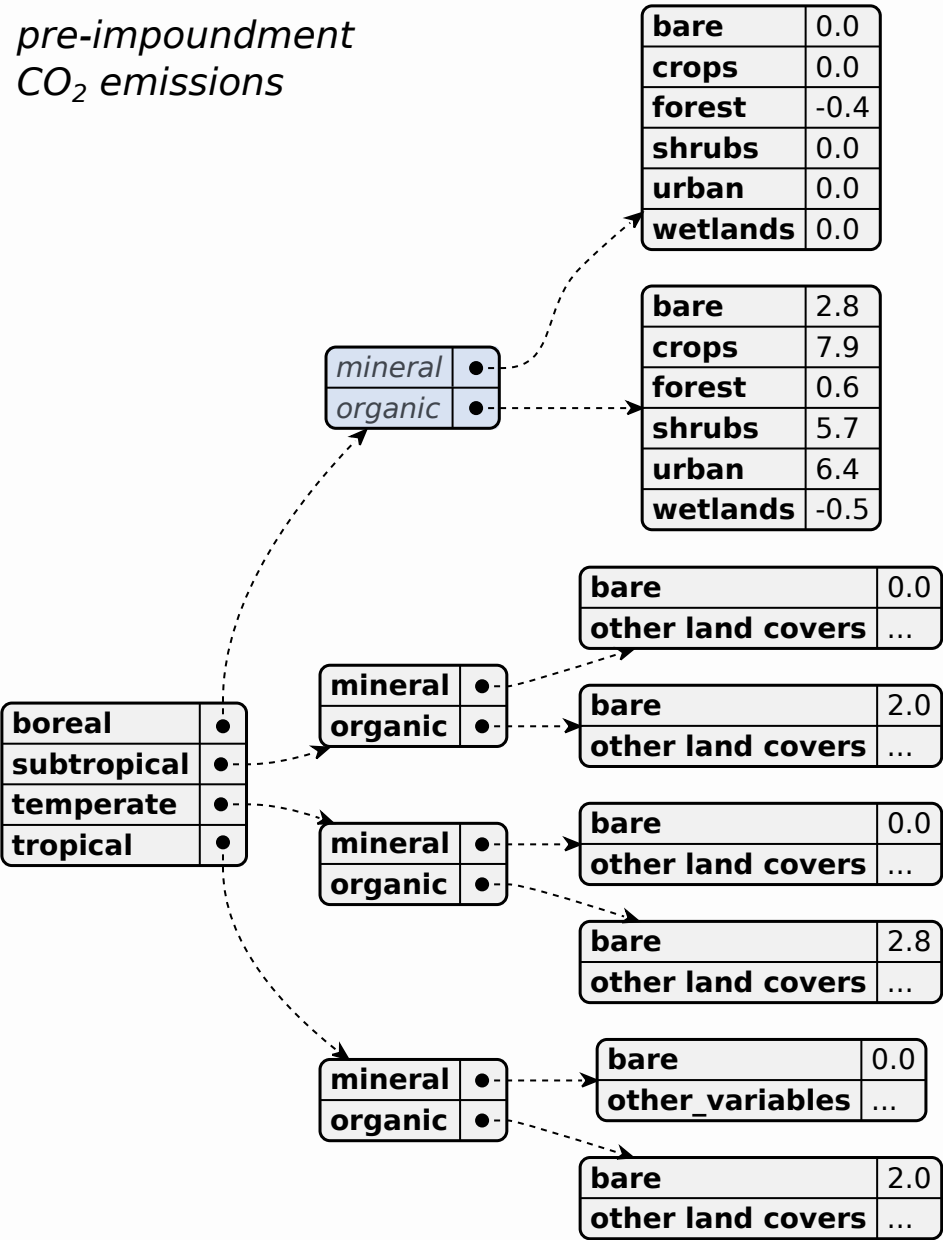 pre-impoundment
CO₂ emissions
bare 0.0
crops 0.0
forest -0.4
shrubs 0.0
urban 0.0
wetlands 0.0
bare 2.8
crops 7.9
forest 0.6
shrubs 5.7
urban 6.4
wetlands -0.5
mineral
organic
bare 0.0
other land covers ...
mineral
organic
bare 2.0
other land covers ...
boreal
subtropical
temperate
tropical
mineral
organic
bare 0.0
other land covers ...
bare 2.8
other land covers ...
mineral
organic
bare 0.0
other_variables ...
bare 2.0
other land covers ...